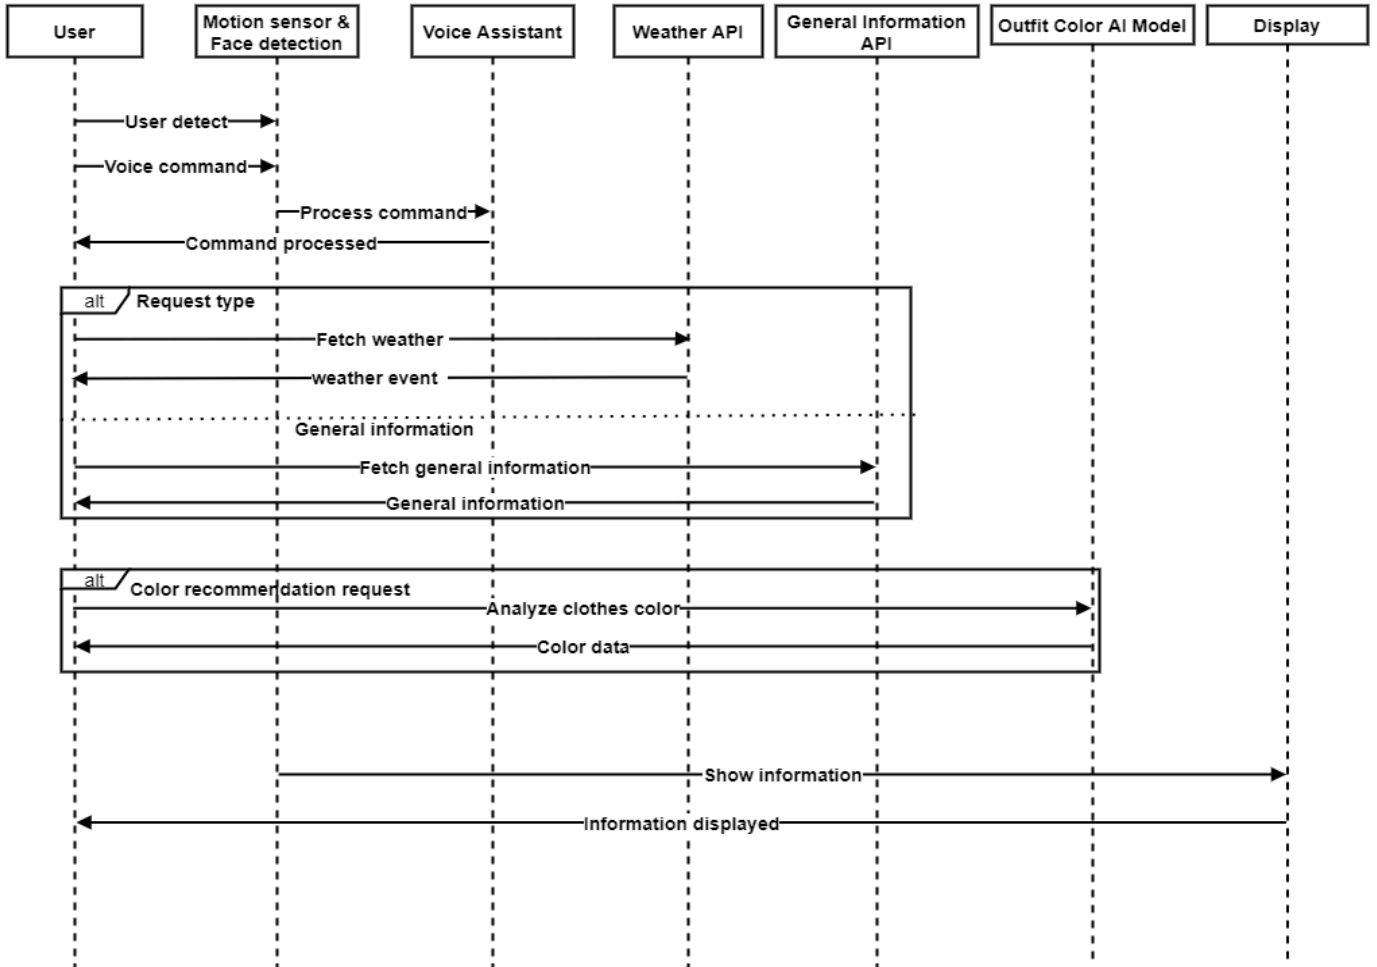 User
Motion sensor &
Face detection
Voice Assistant
Weather API
General Information
API
Outfit Color AI Model
Display
User detect
Voice command
Process command
Command processed
alt
Request type
Fetch weather
weather event
General information
Fetch general information
General information
alt
Color recommendation request
Analyze clothes color
Color data
Show information
Information displayed